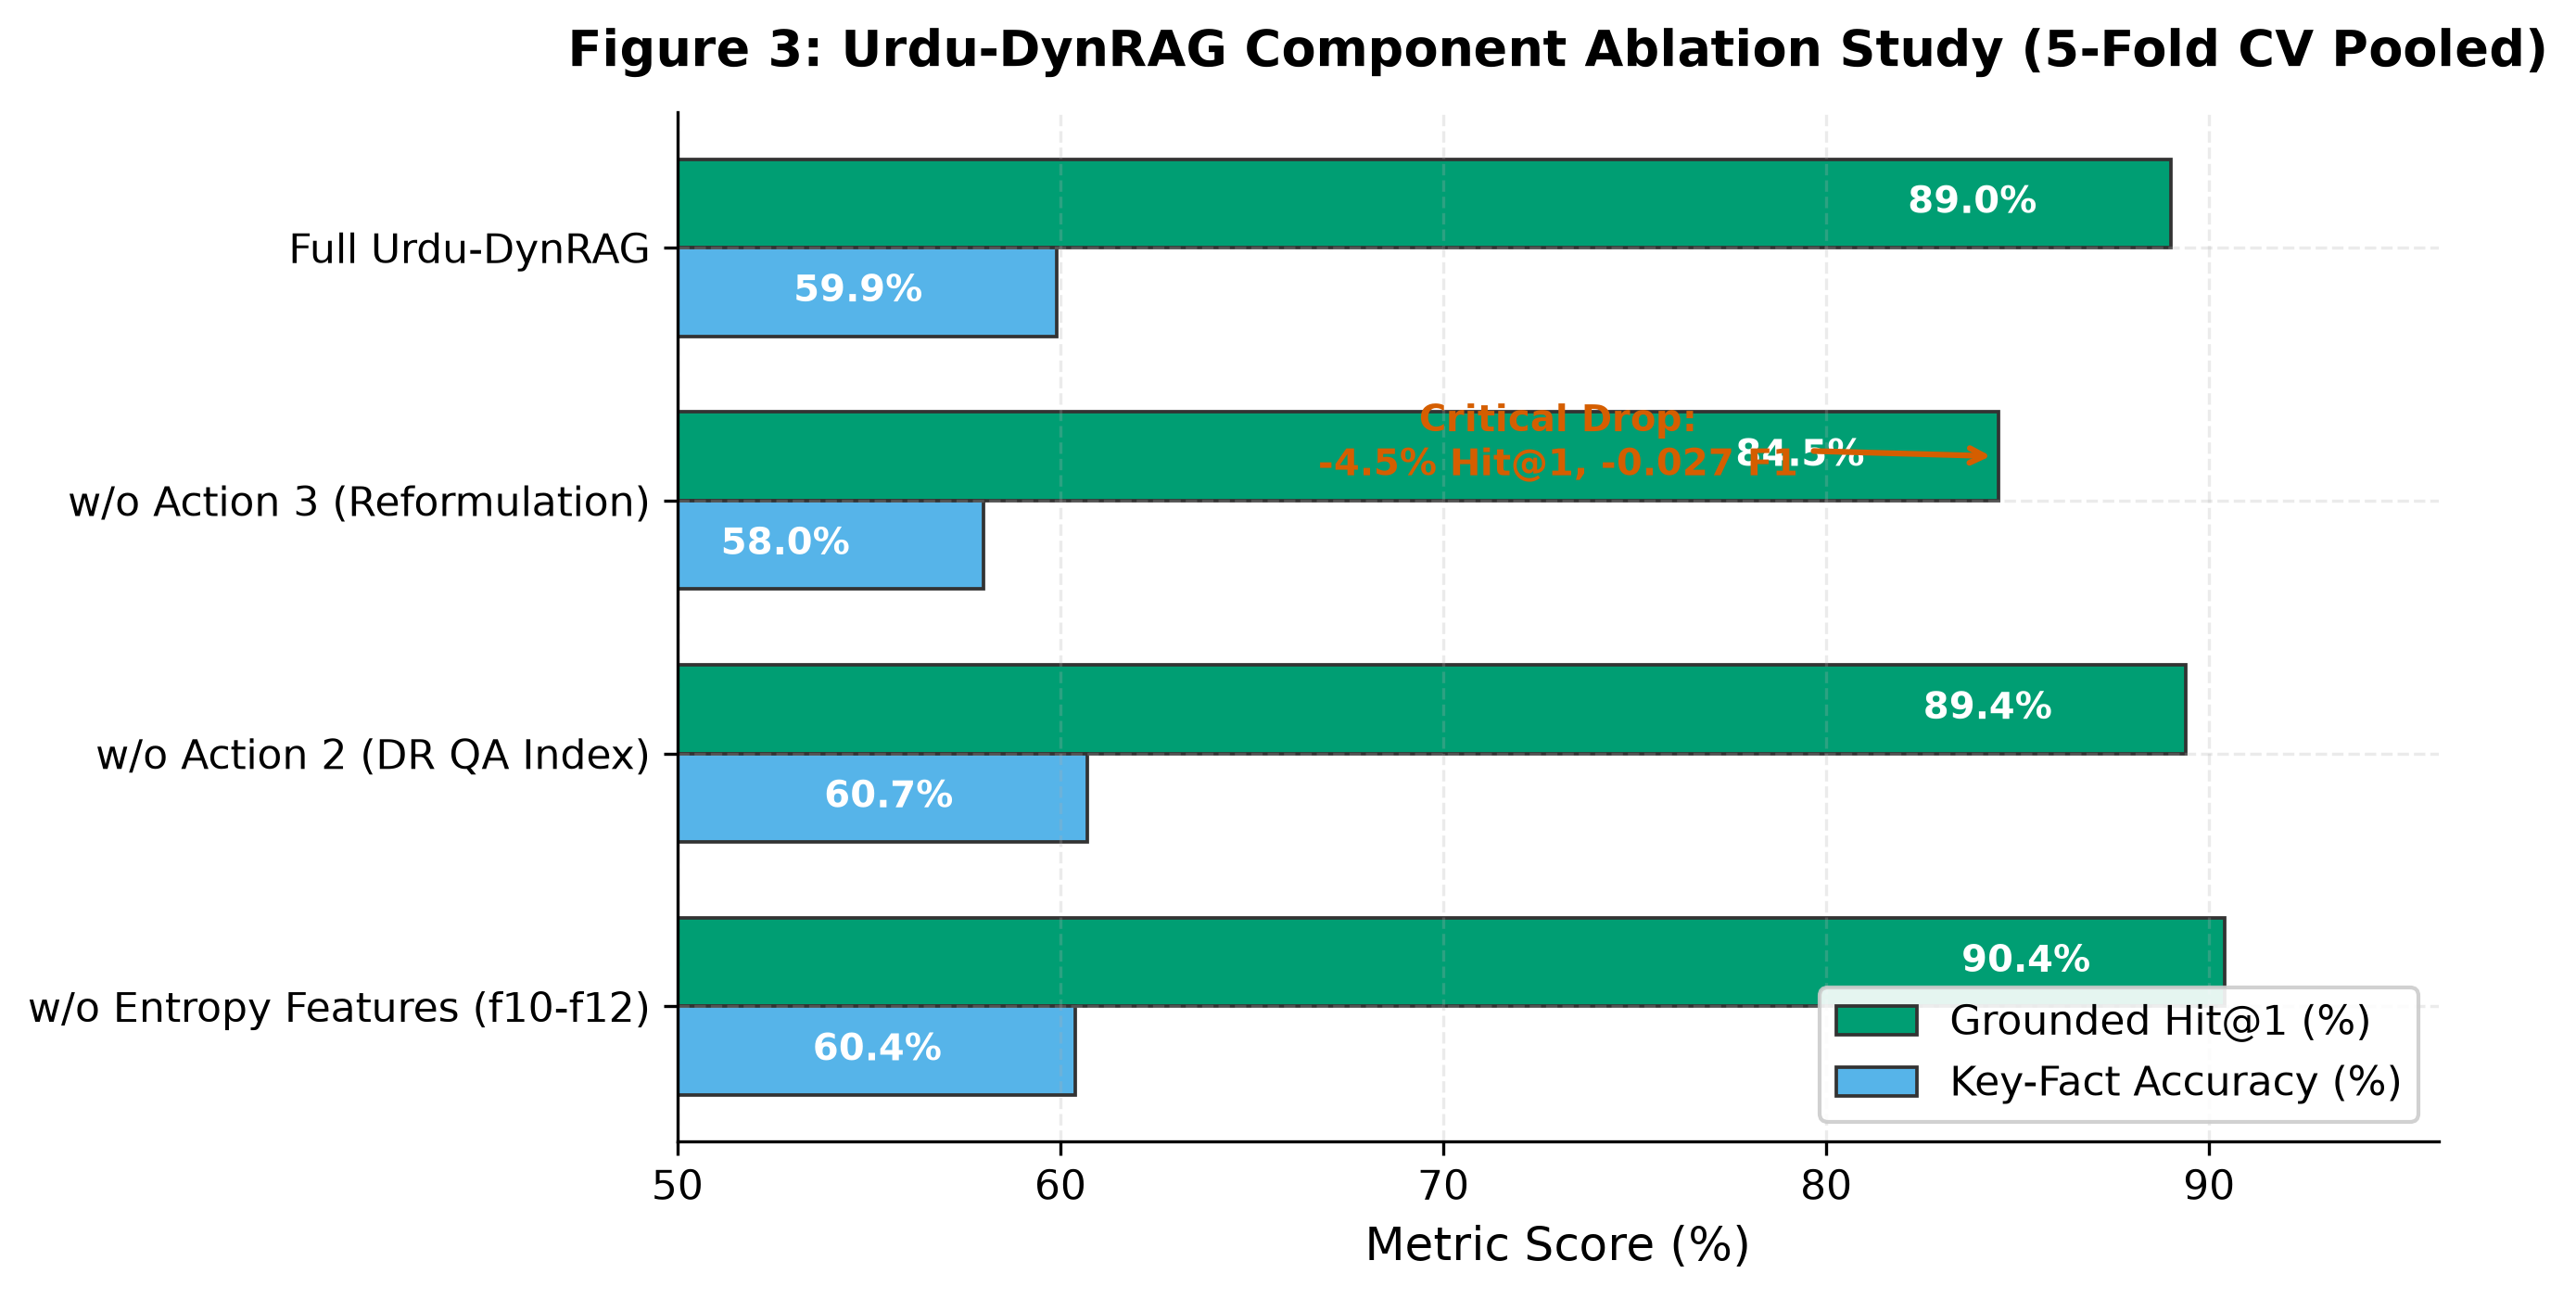 Figure 3: Urdu-DynRAG Component Ablation Study (5-Fold CV Pooled)
Full Urdu-DynRAG
89.0%
59.9%
w/o Action 3 (Reformulation)
Critical Drop:
-4.5% Hit@1, -0.027 F1
84.5%
58.0%
w/o Action 2 (DR QA Index)
89.4%
60.7%
w/o Entropy Features (f10-f12)
90.4%
60.4%
Grounded Hit@1 (%)
Key-Fact Accuracy (%)
50 60 70 80 90
Metric Score (%)